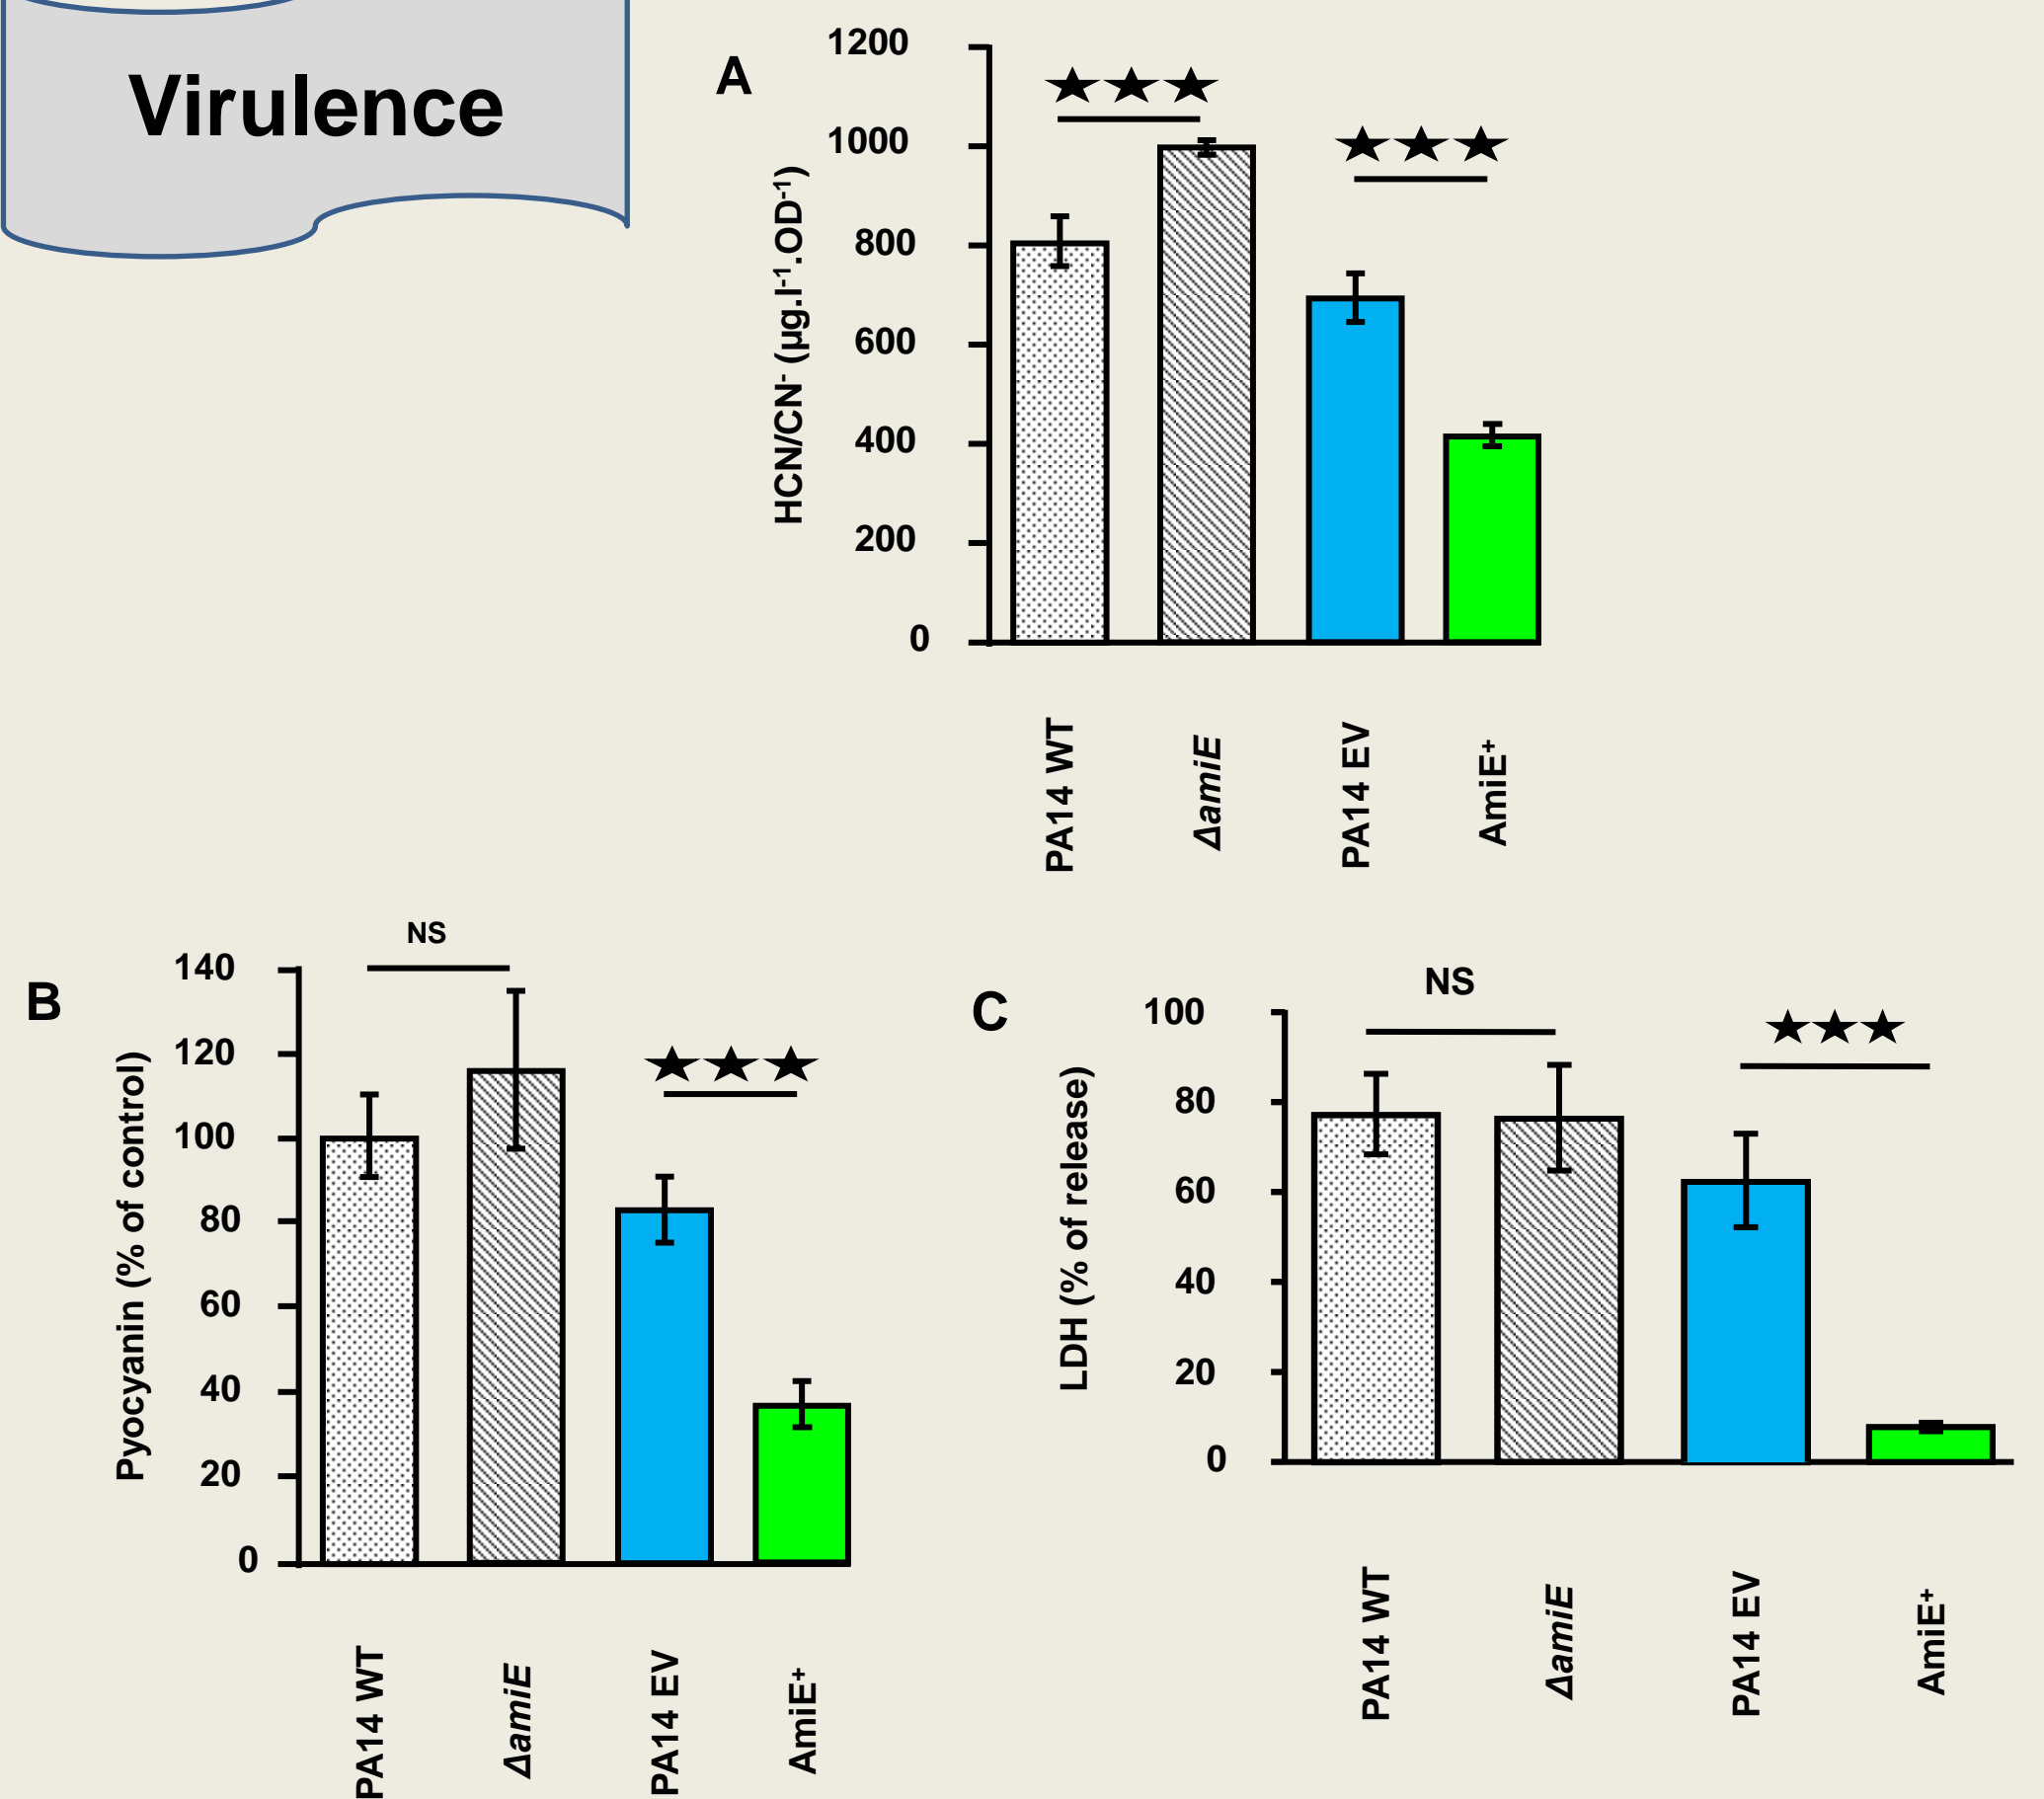 Virulence
A
HCN/CN⁻ (µg.l⁻¹.OD⁻¹)
1200
1000
800
600
400
200
0
PA14 WT
ΔamiE
PA14 EV
AmiE⁺
B
Pyocyanin (% of control)
NS
140
120
100
80
60
40
20
0
PA14 WT
ΔamiE
PA14 EV
AmiE⁺
C
LDH (% of release)
NS
100
80
60
40
20
0
PA14 WT
ΔamiE
PA14 EV
AmiE⁺